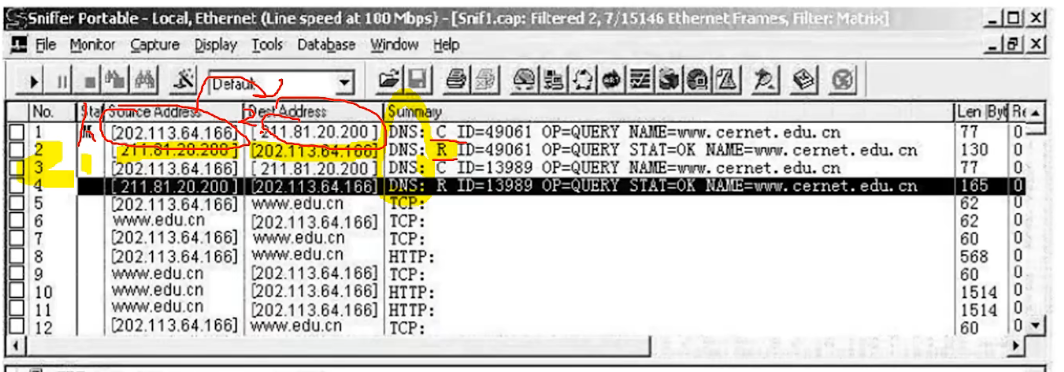 Sniffer Portable - Local, Ethernet (Line speed at 100 Mbps) - [Snif1.cap: Filtered 2, 7/15146 Ethernet Frames, Filter: Matrix]
File Monitor Capture Display Tools Database Window Help
Default
No. Source Address Dest Address Summary Len (Byt Re
1 M [202.113.64.166] [ 211.81.20.200 ] DNS: C ID=49061 OP=QUERY NAME=www.cernet.edu.cn 77 0
2 [ 211.81.20.200 ] [202.113.64.166] DNS: R ID=49061 OP=QUERY STAT=OK NAME=www.cernet.edu.cn 130 0
3 [202.113.64.166] [ 211.81.20.200 ] DNS: C ID=13989 OP=QUERY NAME=www.cernet.edu.cn 77 0
4 [ 211.81.20.200 ] [202.113.64.166] DNS: R ID=13989 OP=QUERY STAT=OK NAME=www.cernet.edu.cn 165 0
5 [202.113.64.166] www.edu.cn TCP: 62 0
6 www.edu.cn [202.113.64.166] TCP: 62 0
7 [202.113.64.166] www.edu.cn TCP: 60 0
8 [202.113.64.166] www.edu.cn HTTP: 568 0
9 www.edu.cn [202.113.64.166] TCP: 60 0
10 www.edu.cn [202.113.64.166] HTTP: 1514 0
11 www.edu.cn [202.113.64.166] HTTP: 1514 0
12 [202.113.64.166] www.edu.cn TCP: 60 0